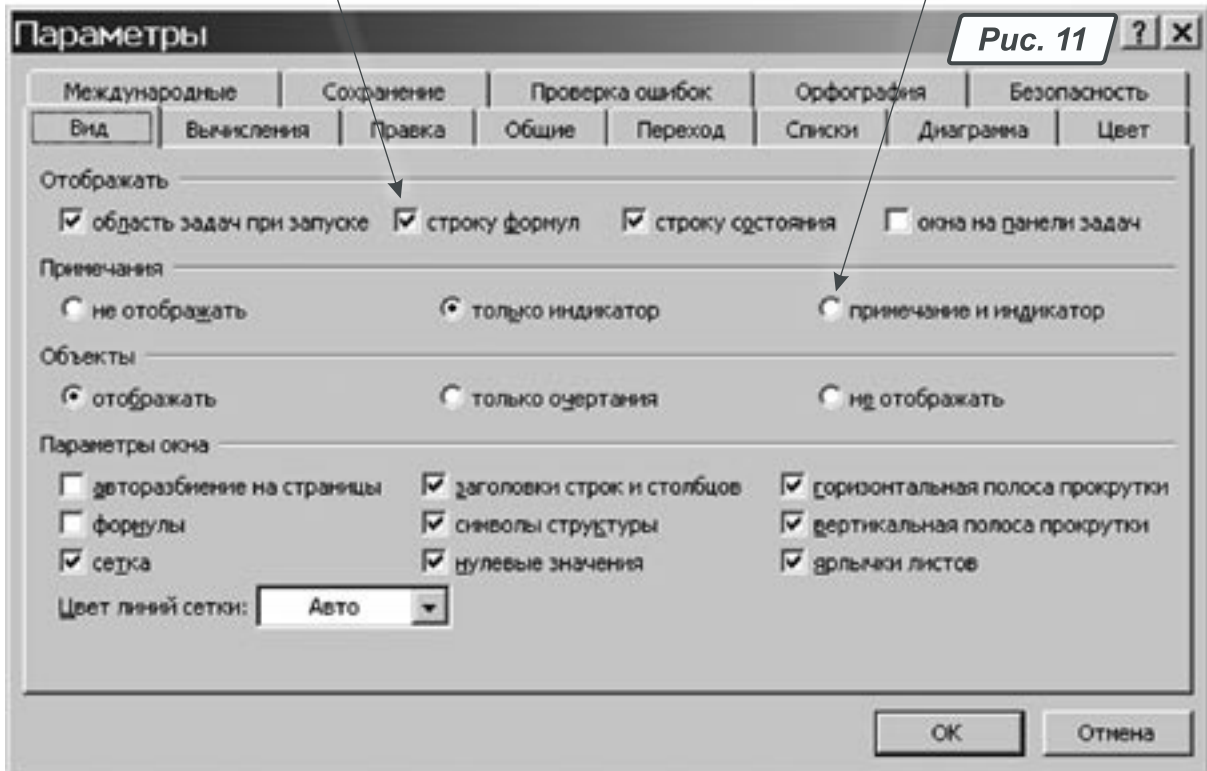 Параметры
Рис. 11
Международные Сохранение Проверка ошибок Орфография Безопасность
Вид Вычисления Правка Общие Переход Списки Диаграмма Цвет
Отображать
область задач при запуске строку формул строку состояния окна на панели задач
Примечания
не отображать только индикатор примечание и индикатор
Объекты
отображать только очертания не отображать
Параметры окна
авторазбиение на страницы заголовки строк и столбцов горизонтальная полоса прокрутки
формулы символы структуры вертикальная полоса прокрутки
сетка нулевые значения ярлычки листов
Цвет линий сетки: Авто
ОК Отмена